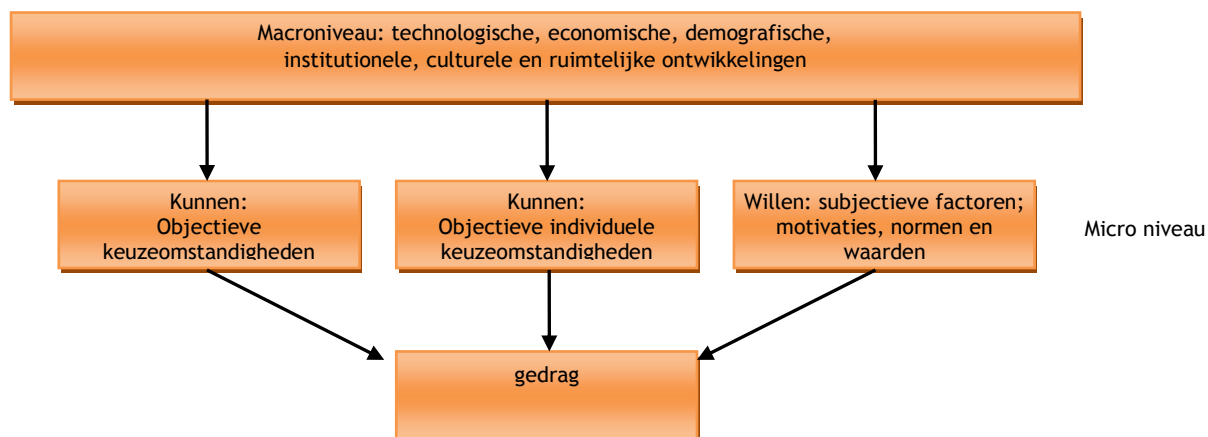 Macroniveau: technologische, economische, demografische,
institutionele, culturele en ruimtelijke ontwikkelingen
Kunnen:
Objectieve
keuzeomstandigheden
Kunnen:
Objectieve individuele
keuzeomstandigheden
Willen: subjectieve factoren;
motivaties, normen en
waarden
Micro niveau
gedrag